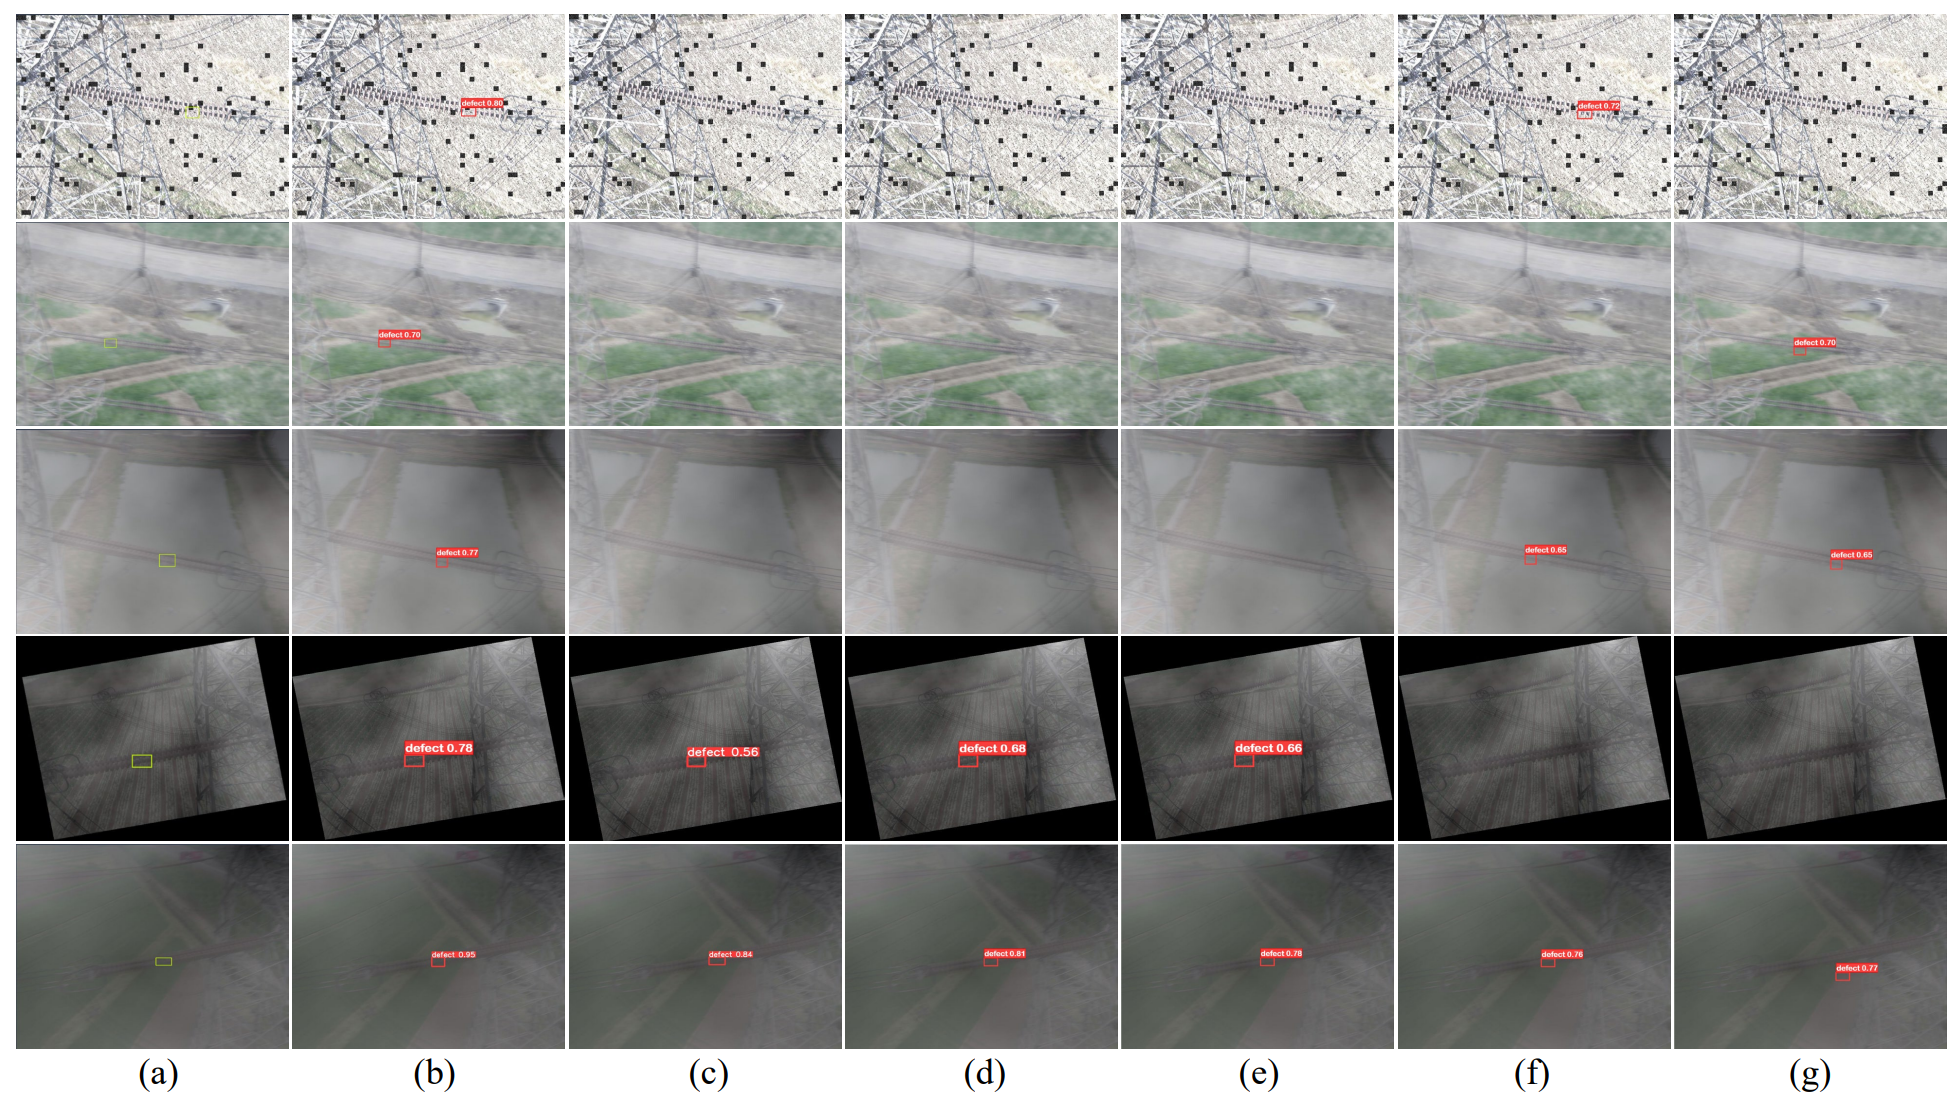 defect 0.80
defect 0.72
defect 0.70
defect 0.70
defect 0.77
defect 0.65
defect 0.65
defect 0.78
defect 0.56
defect 0.68
defect 0.66
defect 0.95
defect 0.84
defect 0.81
defect 0.78
defect 0.76
defect 0.77
(a) (b) (c) (d) (e) (f) (g)